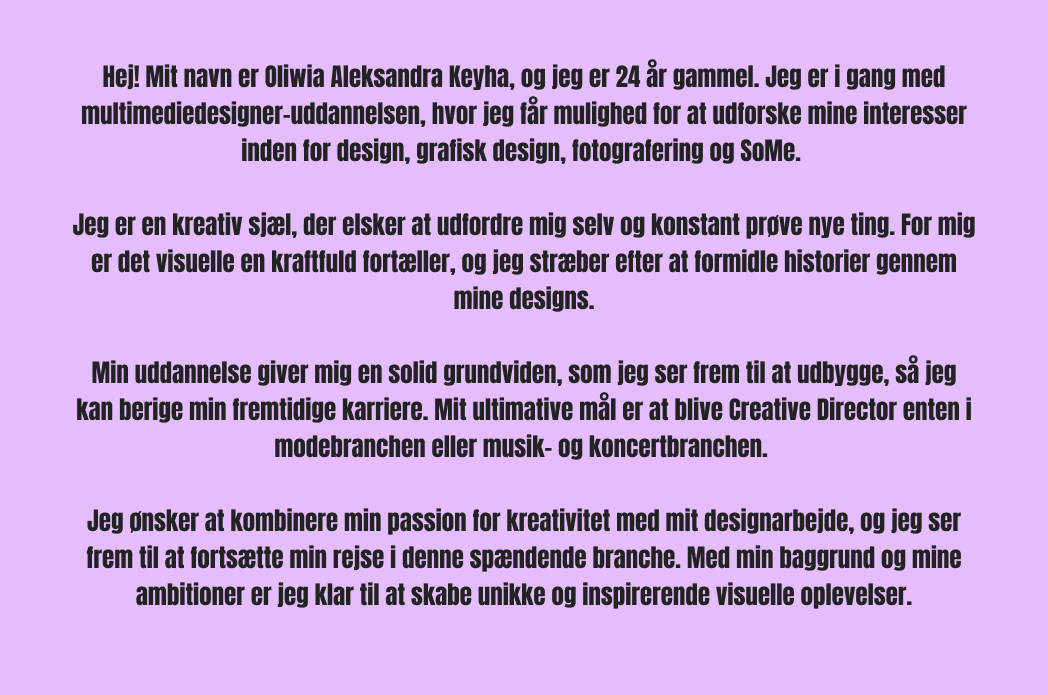 Hej! Mit navn er Oliwia Aleksandra Keyha, og jeg er 24 år gammel. Jeg er i gang med
multimediedesigner-uddannelsen, hvor jeg får mulighed for at udforske mine interesser
inden for design, grafisk design, fotografering og SoMe.
Jeg er en kreativ sjæl, der elsker at udfordre mig selv og konstant prøve nye ting. For mig
er det visuelle en kraftfuld fortæller, og jeg stræber efter at formidle historier gennem
mine designs.
Min uddannelse giver mig en solid grundviden, som jeg ser frem til at udbygge, så jeg
kan berige min fremtidige karriere. Mit ultimative mål er at blive Creative Director enten i
modebranchen eller musik- og koncertbranchen.
Jeg ønsker at kombinere min passion for kreativitet med mit designarbejde, og jeg ser
frem til at fortsætte min rejse i denne spændende branche. Med min baggrund og mine
ambitioner er jeg klar til at skabe unikke og inspirerende visuelle oplevelser.